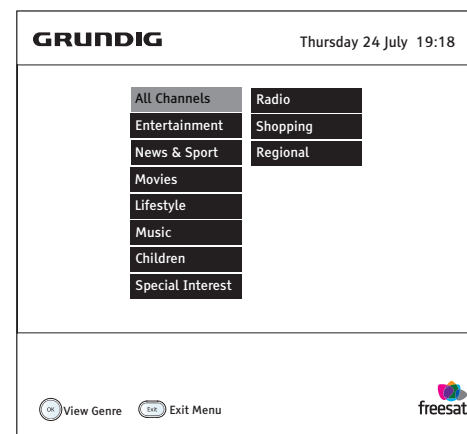 GRUNDIG
Thursday 24 July 19:18
All Channels
Entertainment
News & Sport
Movies
Lifestyle
Music
Children
Special Interest
Radio
Shopping
Regional
OK View Genre Exit Exit Menu
freesat